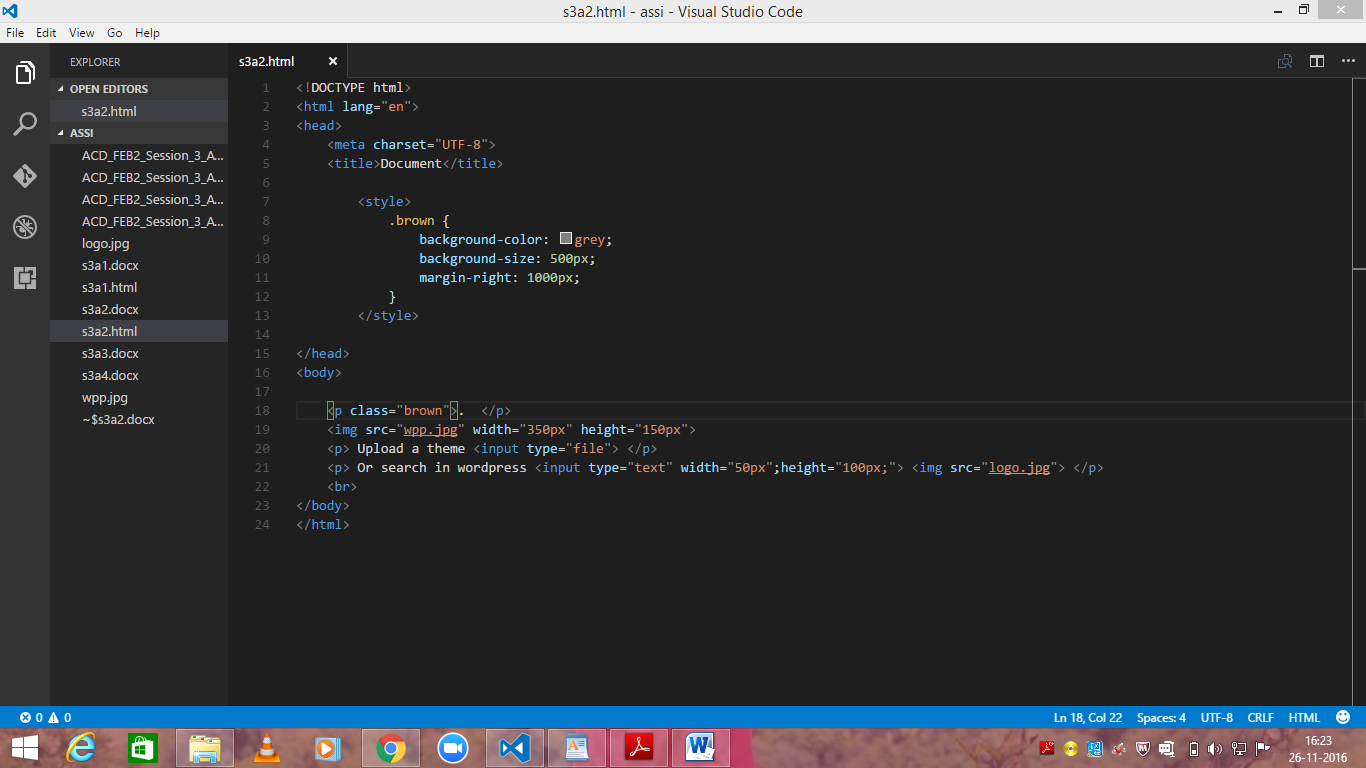 s3a2.html - assi - Visual Studio Code
File Edit View Go Help
EXPLORER
OPEN EDITORS
s3a2.html
ASSI
ACD_FEB2_Session_3_A...
ACD_FEB2_Session_3_A...
ACD_FEB2_Session_3_A...
ACD_FEB2_Session_3_A...
logo.jpg
s3a1.docx
s3a1.html
s3a2.docx
s3a2.html
s3a3.docx
s3a4.docx
wpp.jpg
~$s3a2.docx
s3a2.html
1 <!DOCTYPE html>
2 <html lang="en">
3 <head>
4     <meta charset="UTF-8">
5     <title>Document</title>
6
7         <style>
8             .brown {
9                 background-color: grey;
10                 background-size: 500px;
11                 margin-right: 1000px;
12             }
13         </style>
14
15 </head>
16 <body>
17
18     <p class="brown">.  </p>
19     <img src="wpp.jpg" width="350px" height="150px">
20     <p> Upload a theme <input type="file"> </p>
21     <p> Or search in wordpress <input type="text" width="50px";height="100px;"> <img src="logo.jpg"> </p>
22     <br>
23 </body>
24 </html>
0 0 Ln 18, Col 22 Spaces: 4 UTF-8 CRLF HTML
16:23
26-11-2016